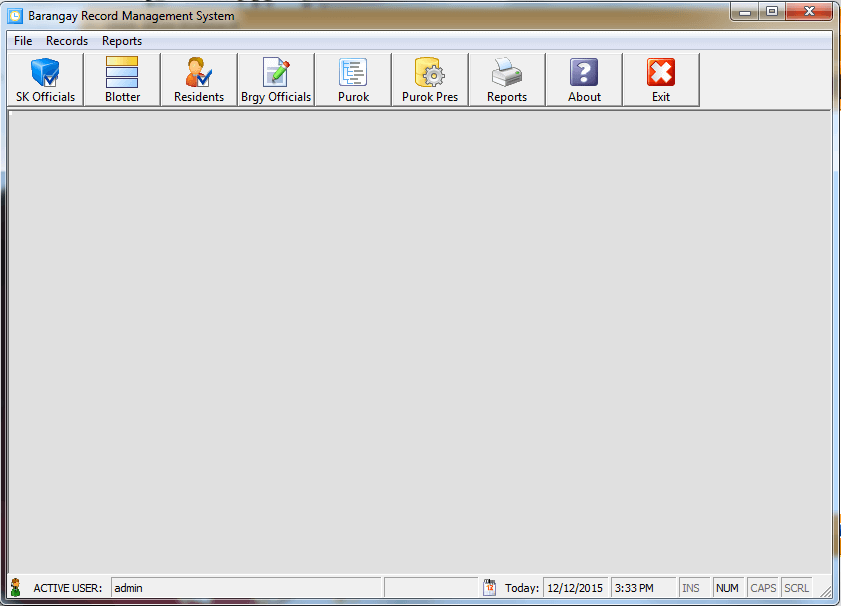 Barangay Record Management System
File Records Reports
SK Officials Blotter Residents Brgy Officials Purok Purok Pres Reports About Exit
ACTIVE USER: admin 12 Today: 12/12/2015 3:33 PM INS NUM CAPS SCRL